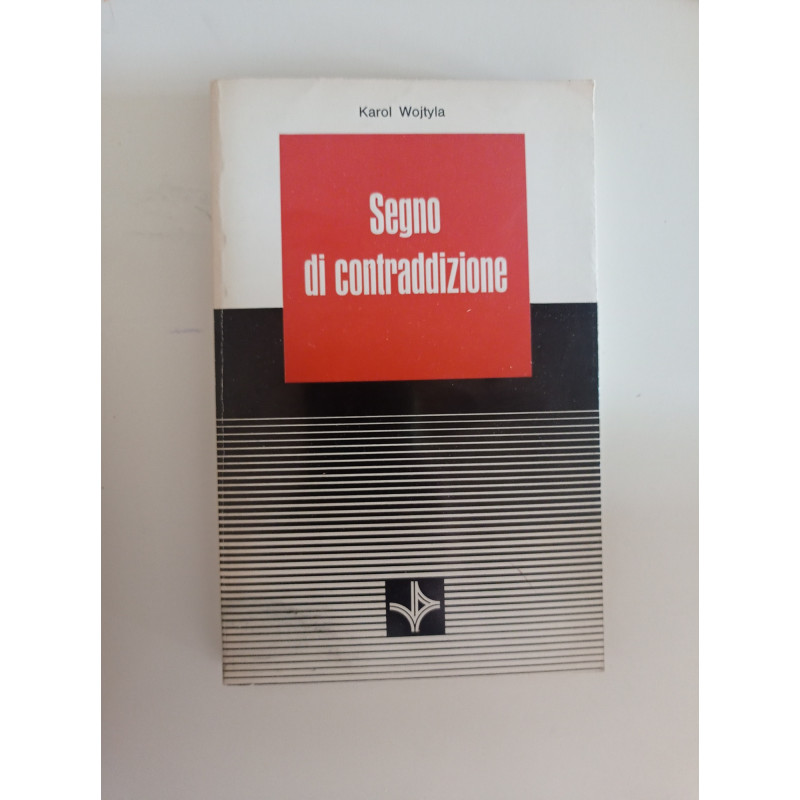 Karol Wojtyla
Segno
di contraddizione